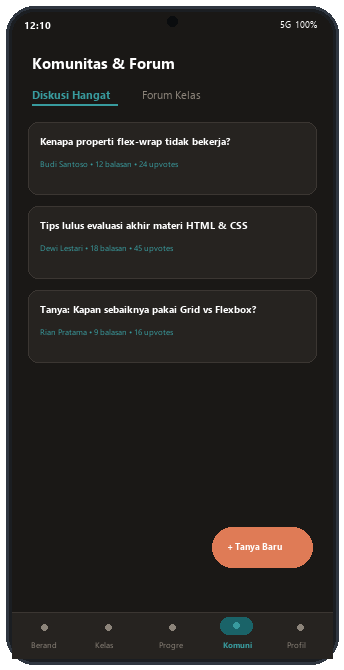 12:10
5G 100%
Komunitas & Forum
Diskusi Hangat
Forum Kelas
Kenapa properti flex-wrap tidak bekerja?
Budi Santoso • 12 balasan • 24 upvotes
Tips lulus evaluasi akhir materi HTML & CSS
Dewi Lestari • 18 balasan • 45 upvotes
Tanya: Kapan sebaiknya pakai Grid vs Flexbox?
Rian Pratama • 9 balasan • 16 upvotes
+ Tanya Baru
Berand
Kelas
Progre
Komuni
Profil